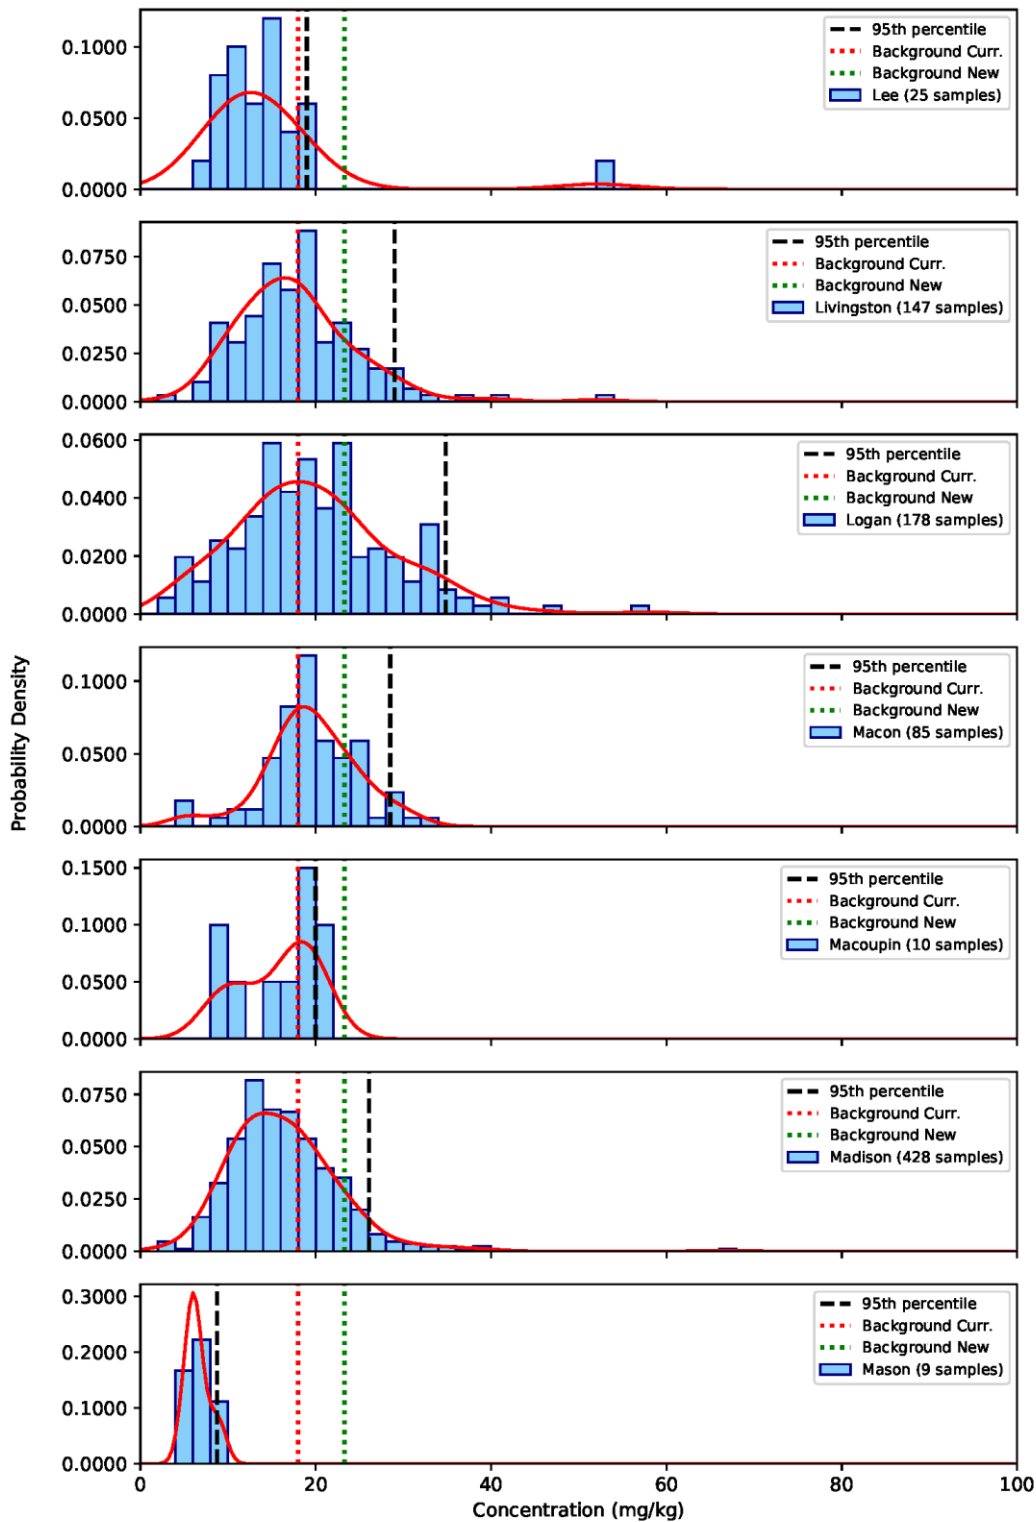 0.1000
0.0500
0.0000
95th percentile
Background Curr.
Background New
Lee (25 samples)
0.0750
0.0500
0.0250
0.0000
95th percentile
Background Curr.
Background New
Livingston (147 samples)
0.0600
0.0400
0.0200
0.0000
95th percentile
Background Curr.
Background New
Logan (178 samples)
Probability Density
0.1000
0.0500
0.0000
95th percentile
Background Curr.
Background New
Macon (85 samples)
0.1500
0.1000
0.0500
0.0000
95th percentile
Background Curr.
Background New
Macoupin (10 samples)
0.0750
0.0500
0.0250
0.0000
95th percentile
Background Curr.
Background New
Madison (428 samples)
0.3000
0.2000
0.1000
0.0000
95th percentile
Background Curr.
Background New
Mason (9 samples)
0 20 40 60 80 100
Concentration (mg/kg)